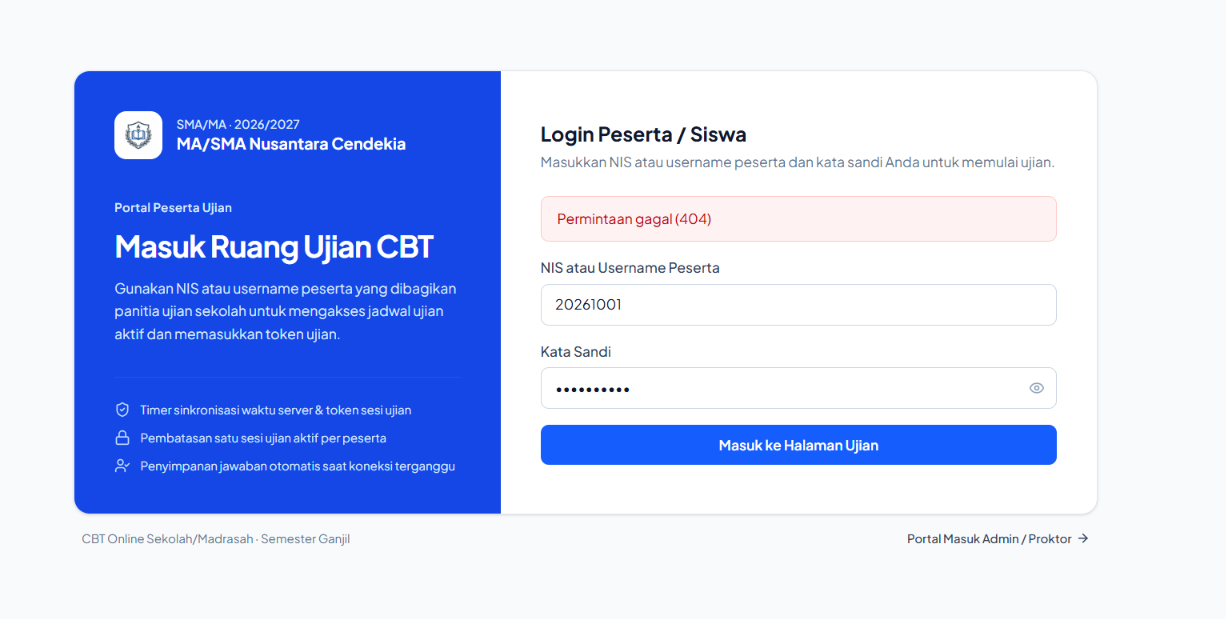 SMA/MA · 2026/2027
MA/SMA Nusantara Cendekia
Portal Peserta Ujian
Masuk Ruang Ujian CBT
Gunakan NIS atau username peserta yang dibagikan
panitia ujian sekolah untuk mengakses jadwal ujian
aktif dan memasukkan token ujian.
Timer sinkronisasi waktu server & token sesi ujian
Pembatasan satu sesi ujian aktif per peserta
Penyimpanan jawaban otomatis saat koneksi terganggu
Login Peserta / Siswa
Masukkan NIS atau username peserta dan kata sandi Anda untuk memulai ujian.
Permintaan gagal (404)
NIS atau Username Peserta
20261001
Kata Sandi
••••••••••
Masuk ke Halaman Ujian
CBT Online Sekolah/Madrasah · Semester Ganjil
Portal Masuk Admin / Proktor →